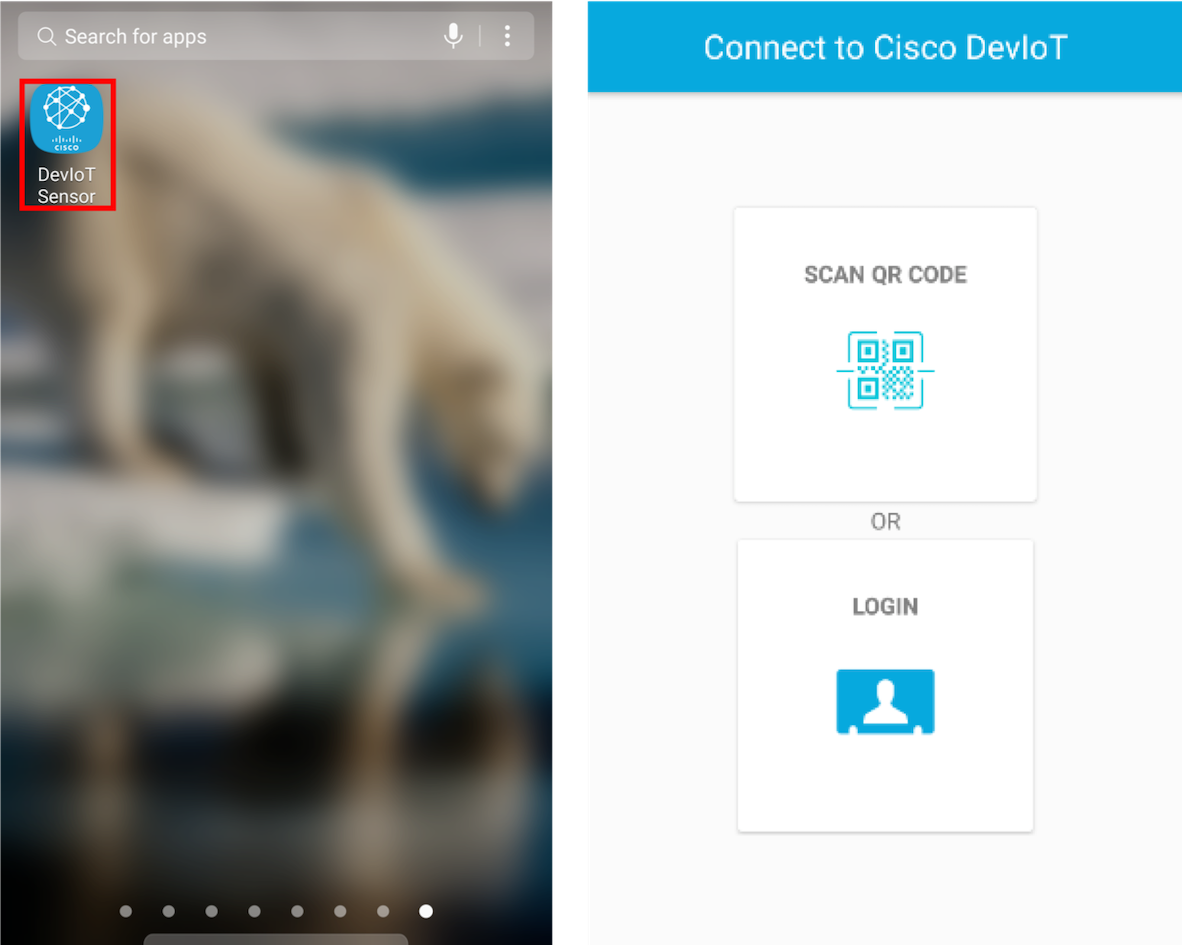 Search for apps
CISCO
DevIoT
Sensor
Connect to Cisco DevIoT
SCAN QR CODE
OR
LOGIN